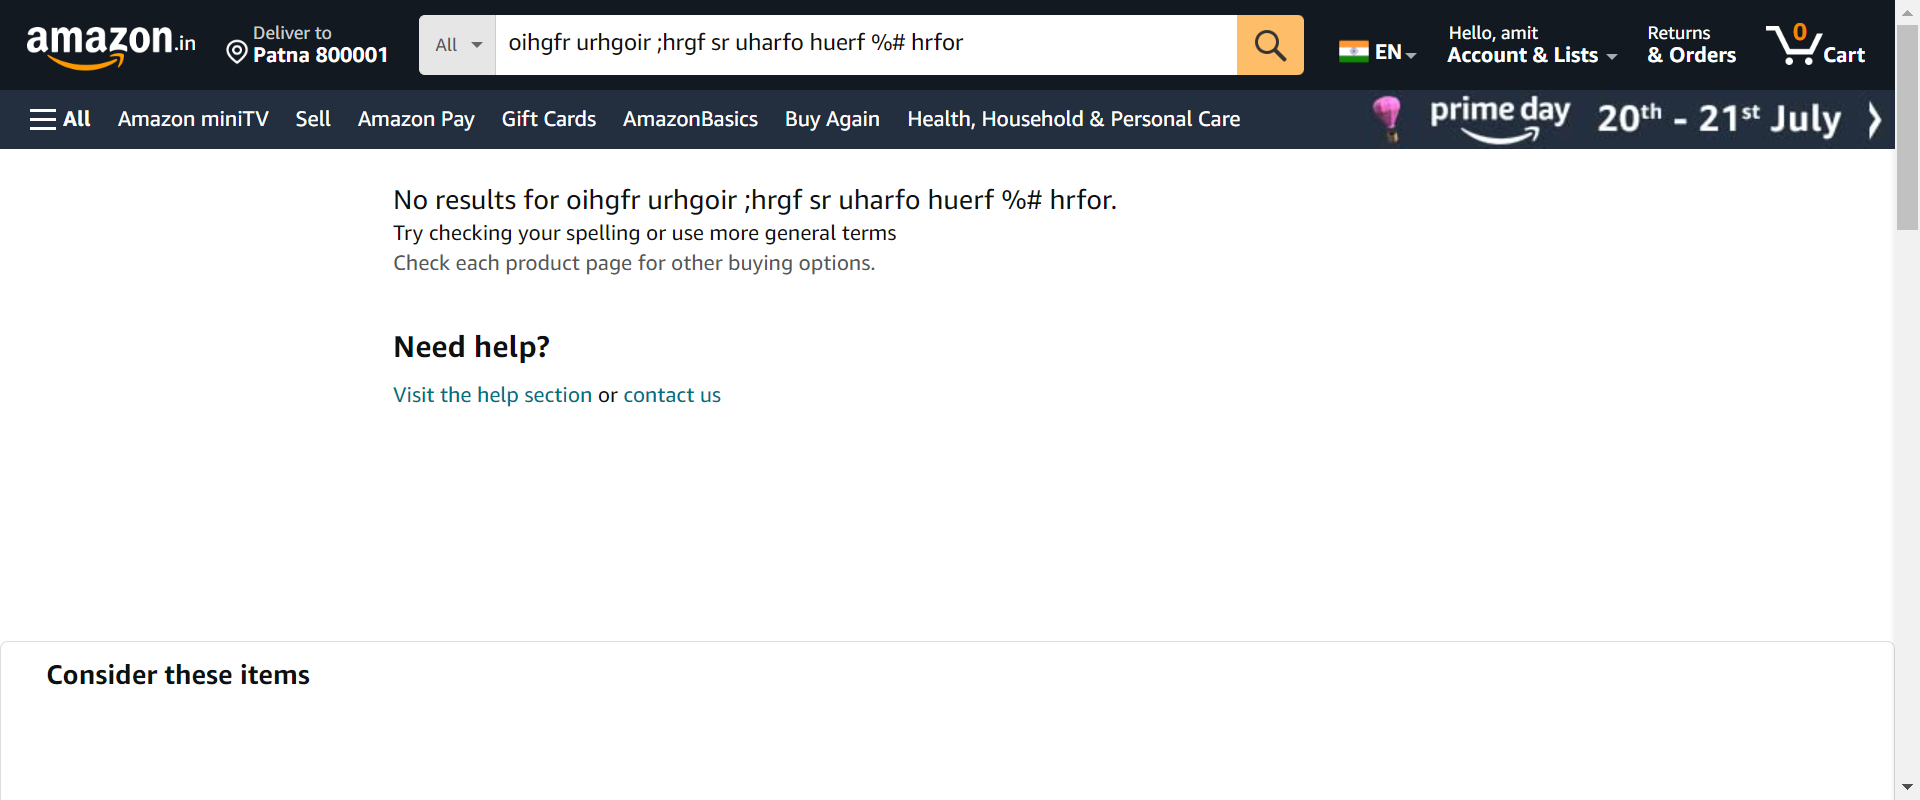 amazon.in
Deliver to
Patna 800001
All
oihgfr urhgoir ;hrgf sr uharfo huerf %# hrfor
EN
Hello, amit
Account & Lists
Returns
& Orders
0
Cart
All Amazon miniTV Sell Amazon Pay Gift Cards AmazonBasics Buy Again Health, Household & Personal Care
prime day 20th - 21st July
No results for oihgfr urhgoir ;hrgf sr uharfo huerf %# hrfor.
Try checking your spelling or use more general terms
Check each product page for other buying options.
Need help?
Visit the help section or contact us
Consider these items